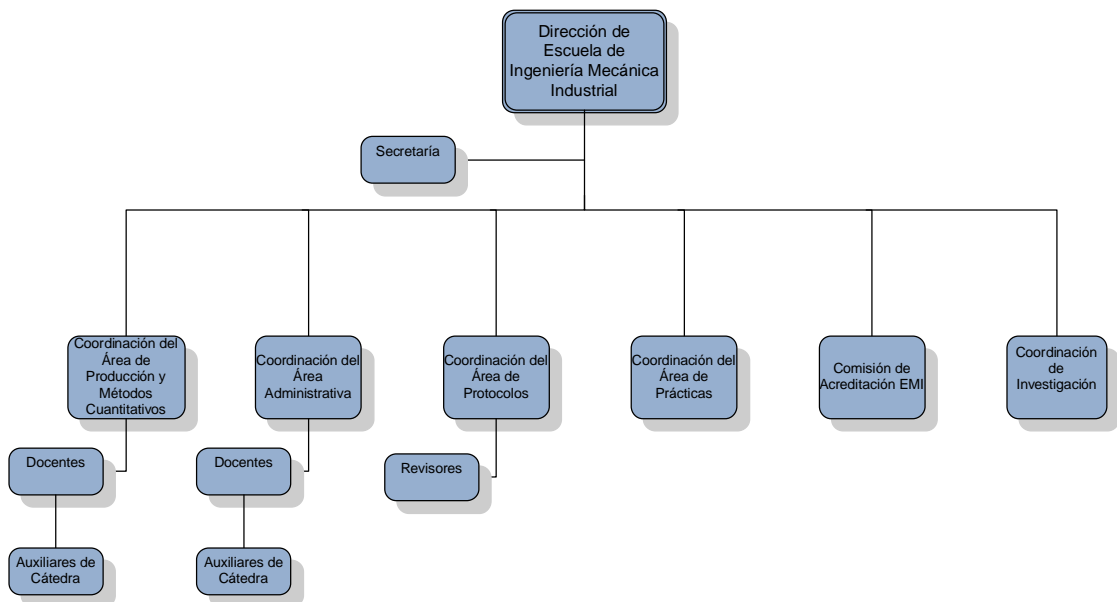 Dirección de
Escuela de
Ingeniería Mecánica
Industrial
Secretaría
Coordinación del
Área de
Producción y
Métodos
Cuantitativos
Coordinación del
Área
Administrativa
Coordinación del
Área de
Protocolos
Coordinación del
Área de
Prácticas
Comisión de
Acreditación EMI
Coordinación
de
Investigación
Docentes
Docentes
Revisores
Auxiliares de
Cátedra
Auxiliares de
Cátedra